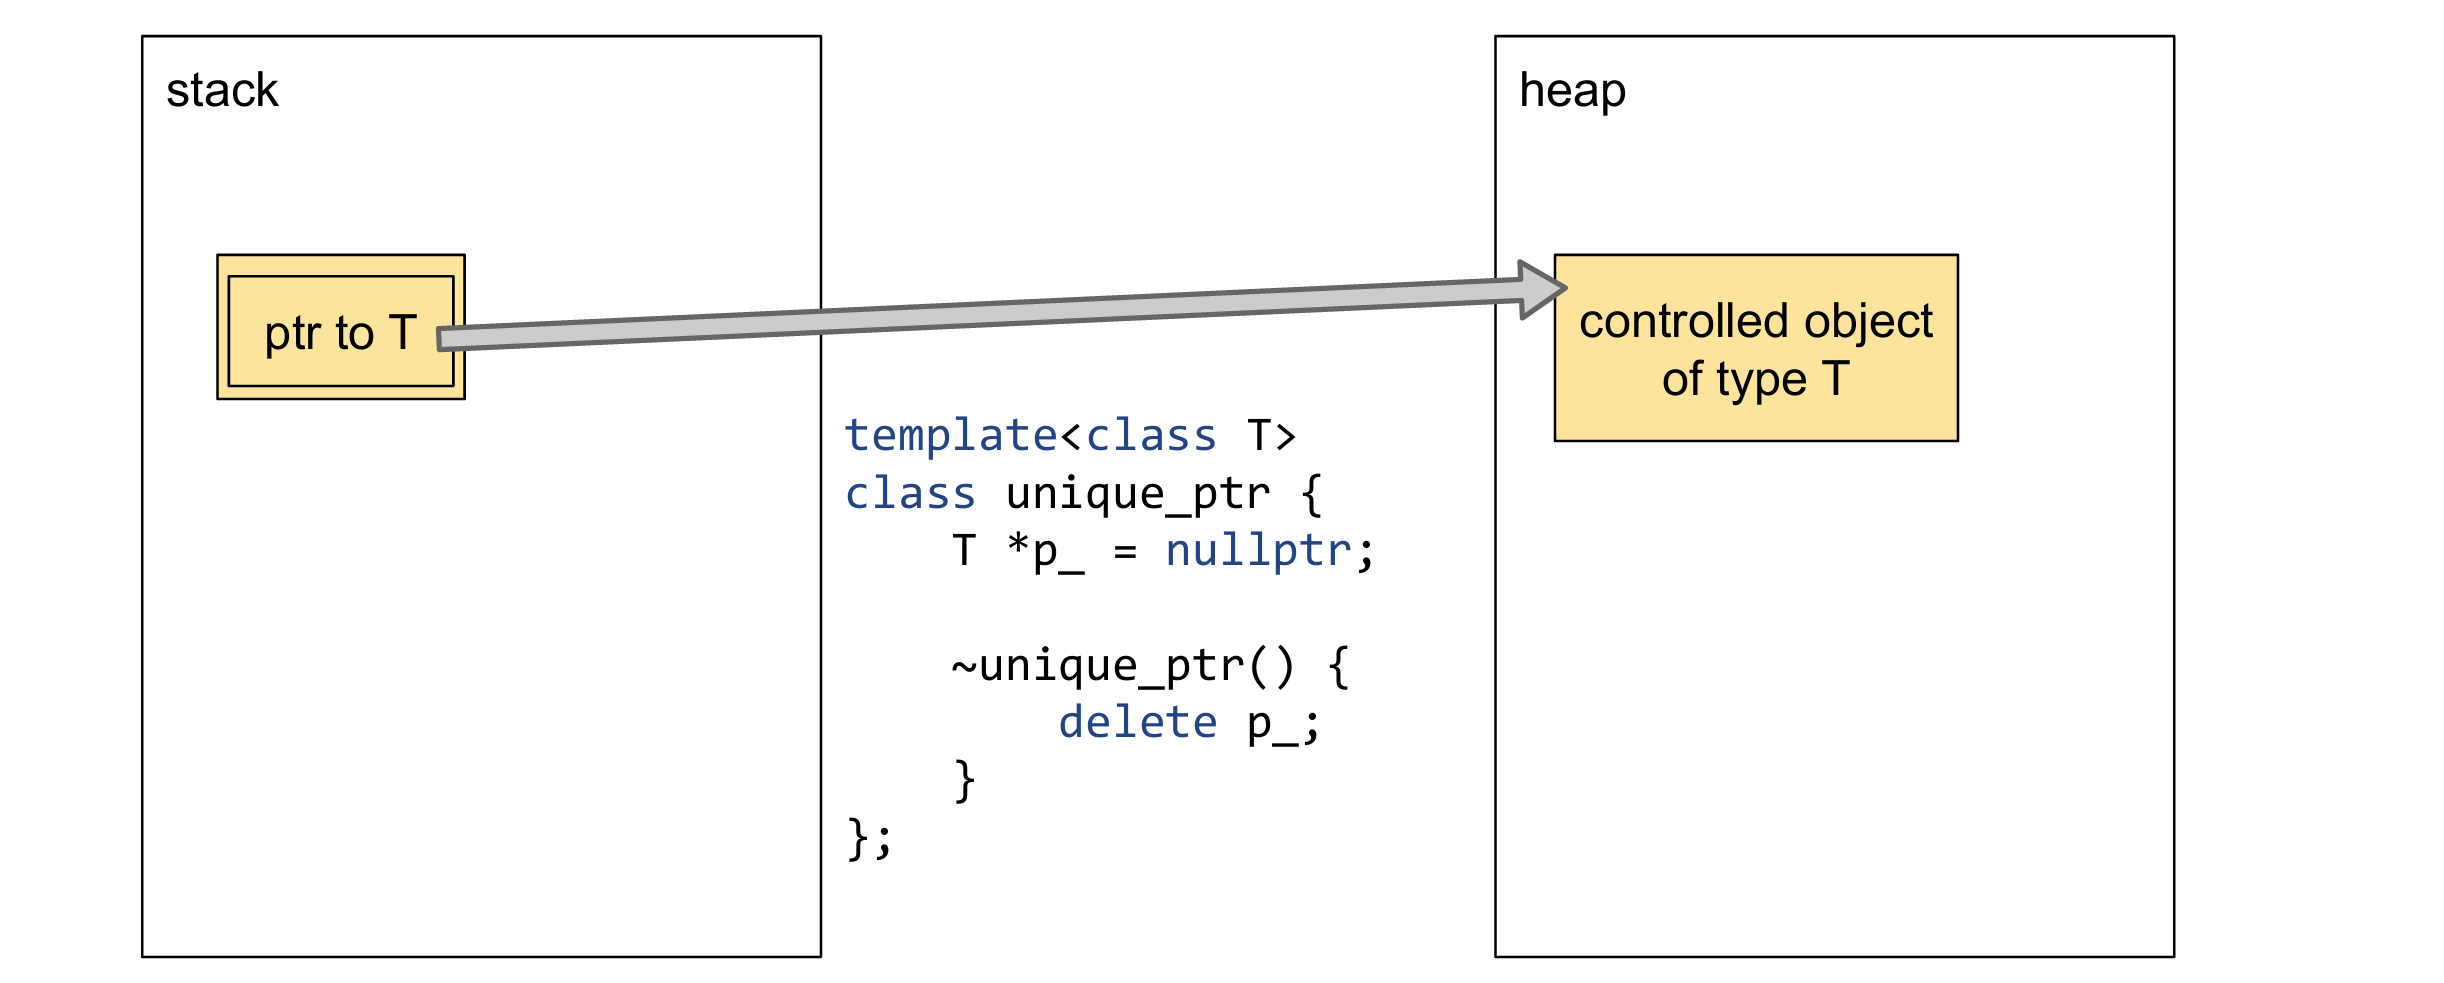 stack
heap
ptr to T
controlled object
of type T
template<class T>
class unique_ptr {
    T *p_ = nullptr;

    ~unique_ptr() {
        delete p_;
    }
};